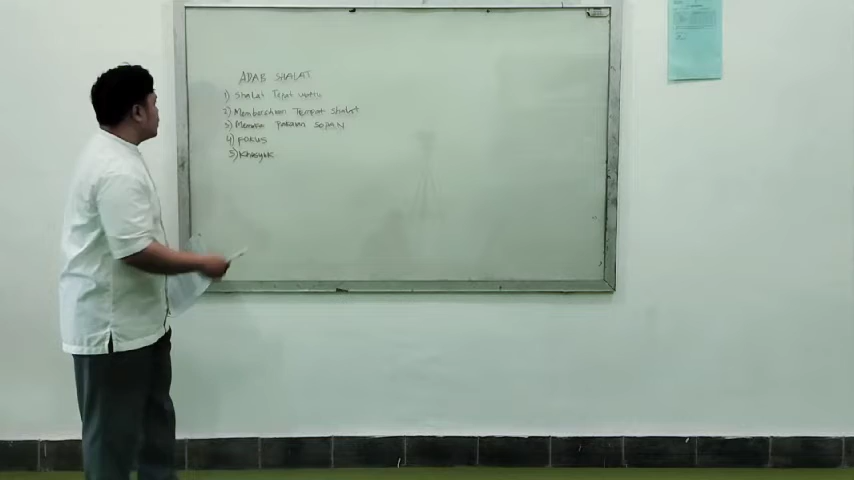 ADAB SHALAT
1) Shalat Tepat waktu
2) Membersihkan Tempat Shalat
3) Memakai pakaian sopan
4) Fokus
5) Khusyuk